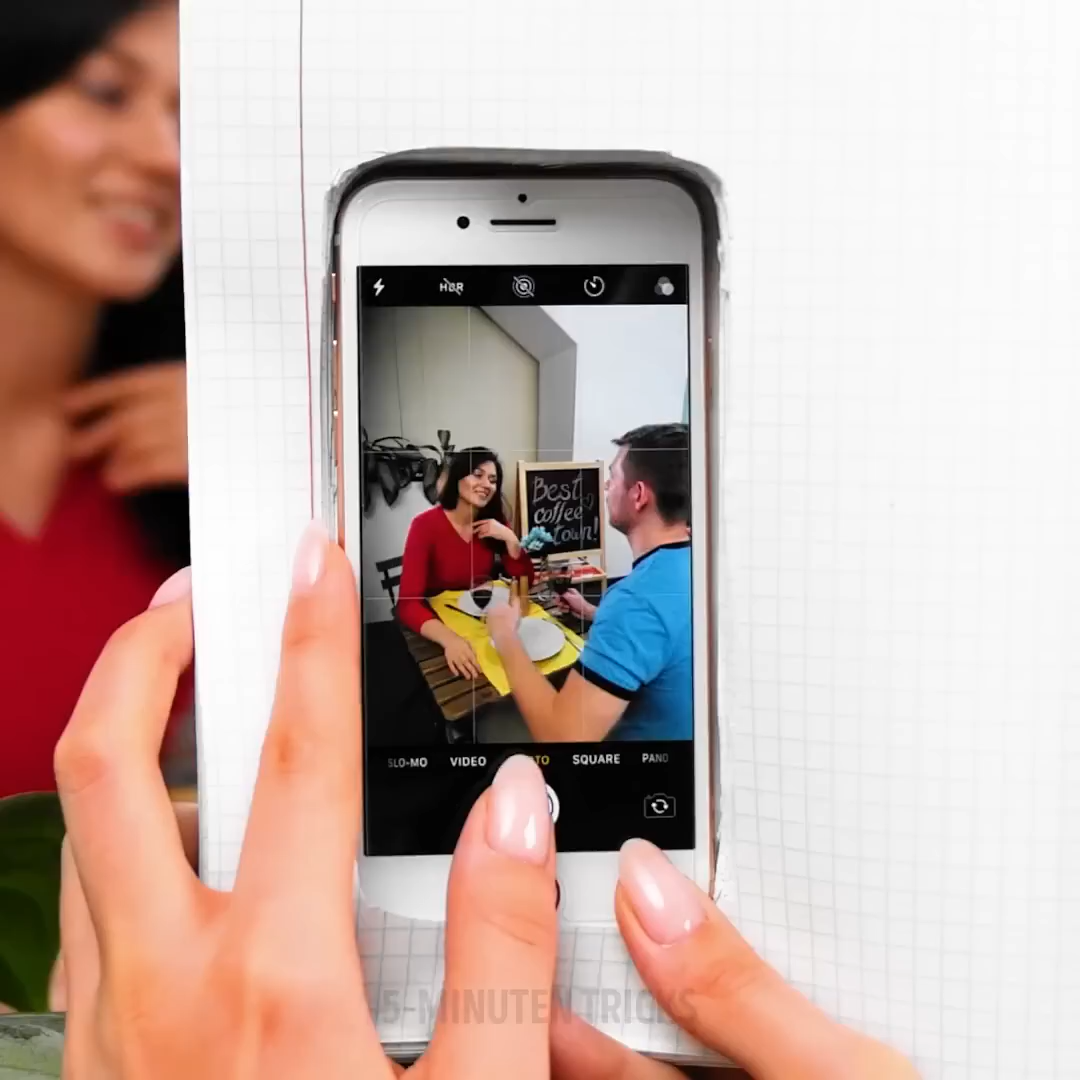 HDR
Best
coffee
town!
SLO-MO VIDEO SQUARE PANO
5-MINUTEN TRICKS